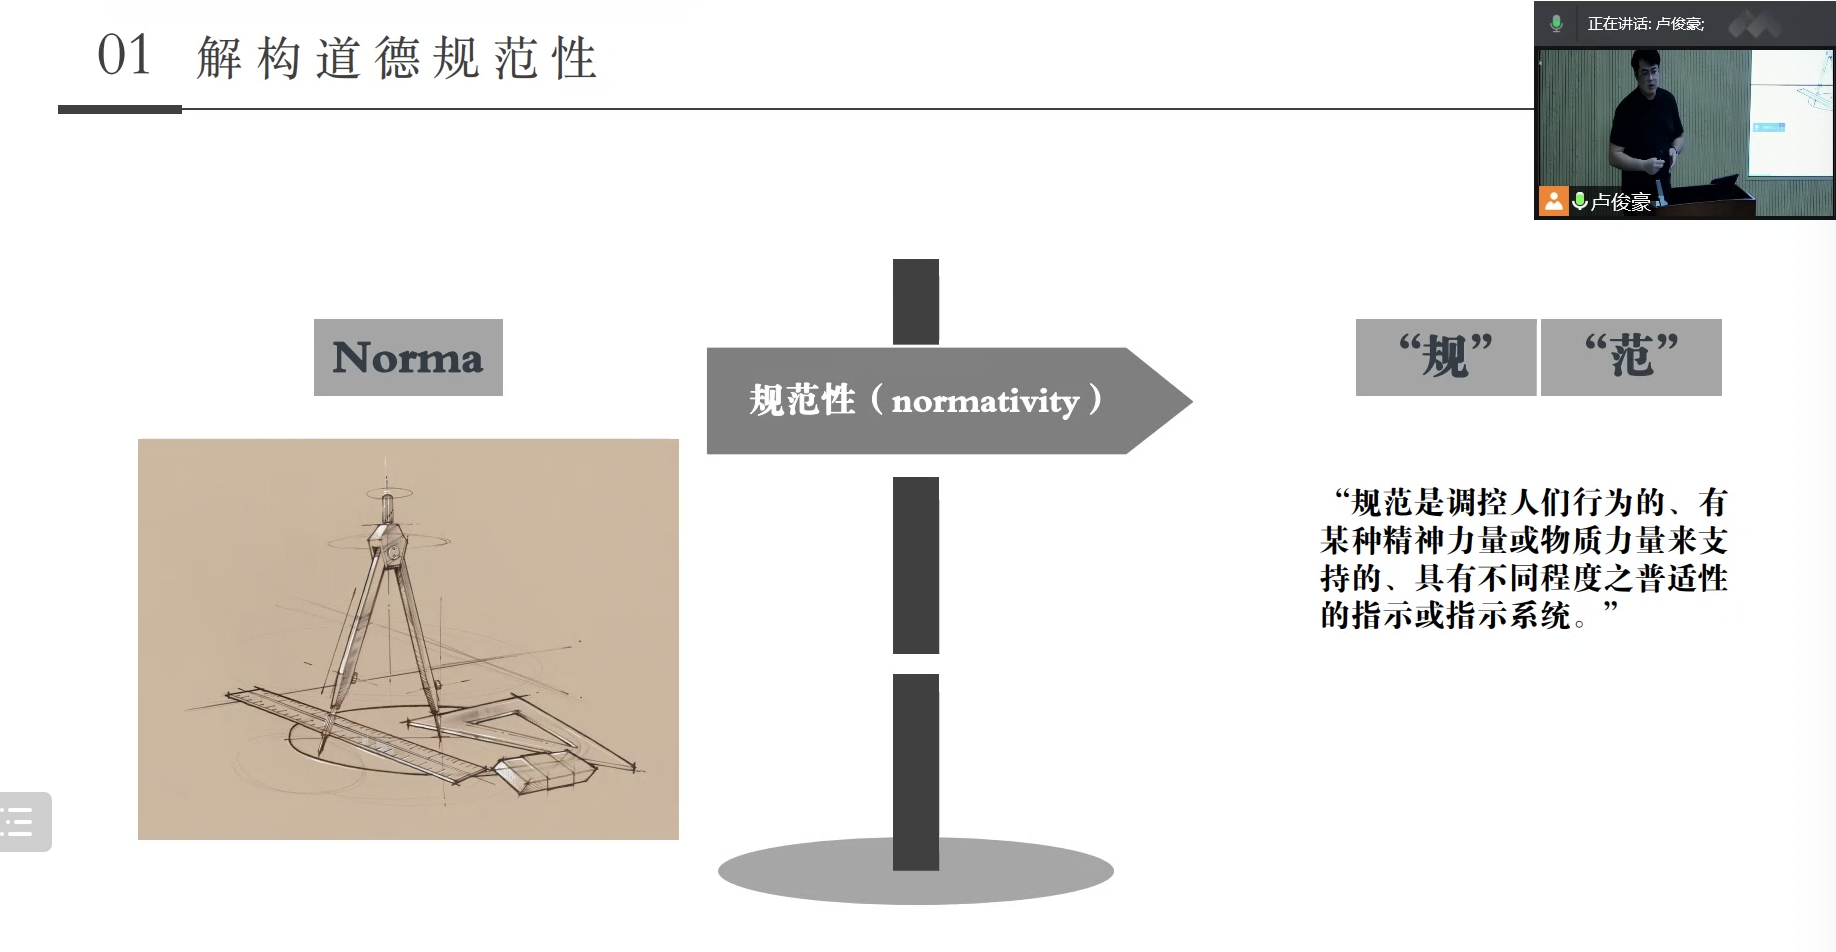 01 解构道德规范性
正在讲话: 卢俊豪;
卢俊豪
Norma
规范性（normativity）
“规” “范”
“规范是调控人们行为的、有
某种精神力量或物质力量来支
持的、具有不同程度之普适性
的指示或指示系统。”